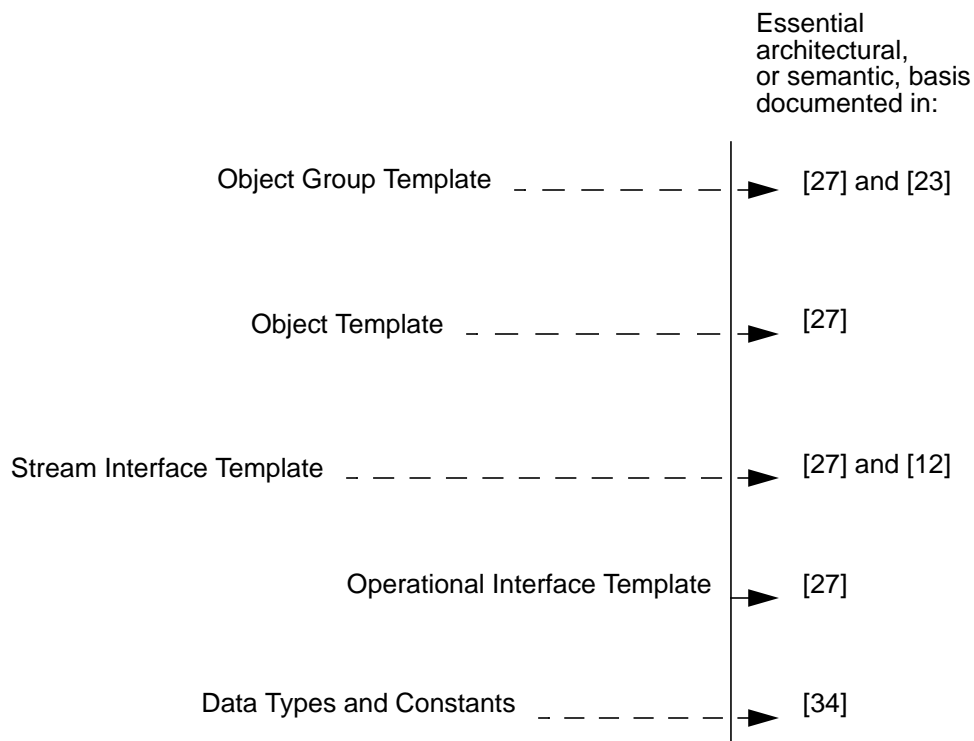 Essential
architectural,
or semantic, basis
documented in:
Object Group Template [27] and [23]
Object Template [27]
Stream Interface Template [27] and [12]
Operational Interface Template [27]
Data Types and Constants [34]